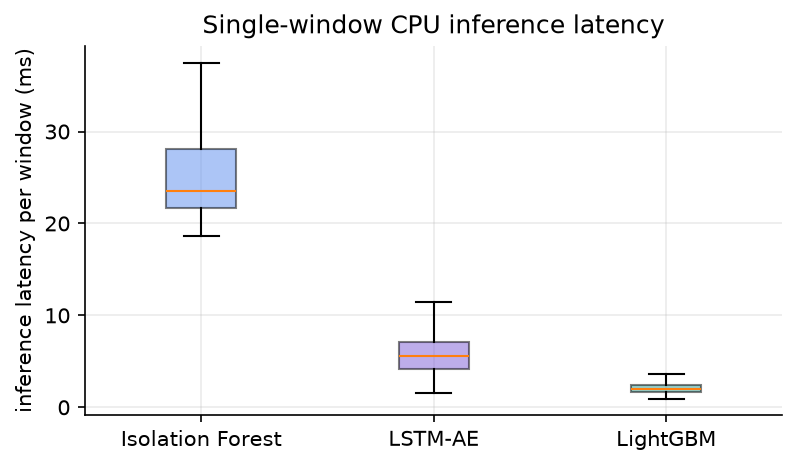 Single-window CPU inference latency
inference latency per window (ms)
30
20
10
0
Isolation Forest
LSTM-AE
LightGBM